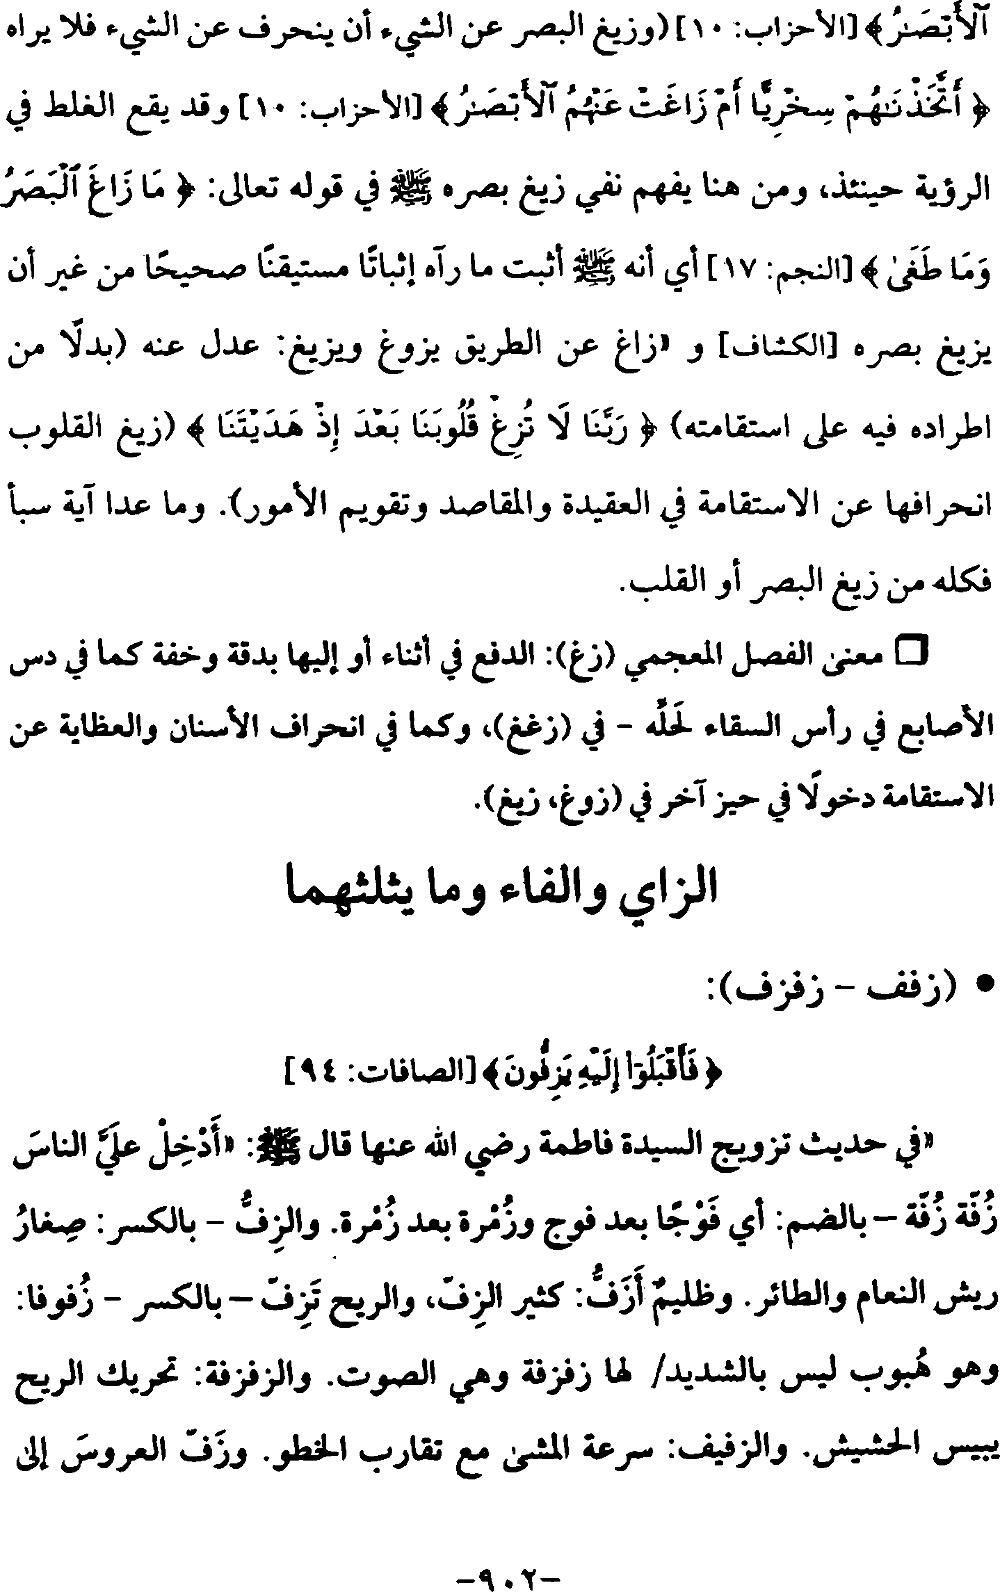 ٱلْأَبْصَـٰرُ ﴾ [الأحزاب: ١٠] (وزيغ البصر عن الشيء أن ينحرف عن الشيء فلا يراه
﴿ أَتَّخَذْنَـٰهُمْ سِخْرِيًّا أَمْ زَاغَتْ عَنْهُمُ ٱلْأَبْصَـٰرُ ﴾ [الأحزاب: ١٠] وقد يقع الغلط في
الرؤية حينئذ، ومن هنا يفهم نفي زيغ بصره ﷺ في قوله تعالى: ﴿ مَا زَاغَ ٱلْبَصَرُ
وَمَا طَغَىٰ ﴾ [النجم: ١٧] أي أنه ﷺ أثبت ما رآه إثباتًا مستيقنًا صحيحًا من غير أن
يزيغ بصره [الكشاف] و «زاغ عن الطريق يزوغ ويزيغ: عدل عنه (بدلًا من
اطراده فيه على استقامته) ﴿ رَبَّنَا لَا تُزِغْ قُلُوبَنَا بَعْدَ إِذْ هَدَيْتَنَا ﴾ (زيغ القلوب
انحرافها عن الاستقامة في العقيدة والمقاصد وتقويم الأمور). وما عدا آية سبأ
فكله من زيغ البصر أو القلب.
❑ معنى الفصل المعجمي (زغ): الدفع في أثناء أو إليها بدقة وخفة كما في دس
الأصابع في رأس السقاء لحَلِّه - في (زغغ)، وكما في انحراف الأسنان والعظاية عن
الاستقامة دخولًا في حيز آخر في (زوغ، زيغ).
الزاي والفاء وما يثلثهما
• (زفف - زفزف):
﴿ فَأَقْبَلُوٓا۟ إِلَيْهِ يَزِفُّونَ ﴾ [الصافات: ٩٤]
«في حديث تزويج السيدة فاطمة رضي الله عنها قال ﷺ: «أَدْخِلْ علَيَّ الناسَ
زُفّة زُفّة – بالضم: أي فَوْجًا بعد فوج وزُمْرة بعد زُمْرة. والزِفُّ - بالكسر: صِغارُ
ريش النعام والطائر. وظليمٌ أَزَفُّ: كثير الزِفّ، والريح تَزِفّ – بالكسر - زُفوفا:
وهو هُبوب ليس بالشديد/ لها زفزفة وهي الصوت. والزفزفة: تحريك الريح
يبيس الحشيش. والزفيف: سرعة المشى مع تقارب الخطو. وزَفّ العروسَ إلى
-٩٠٢-